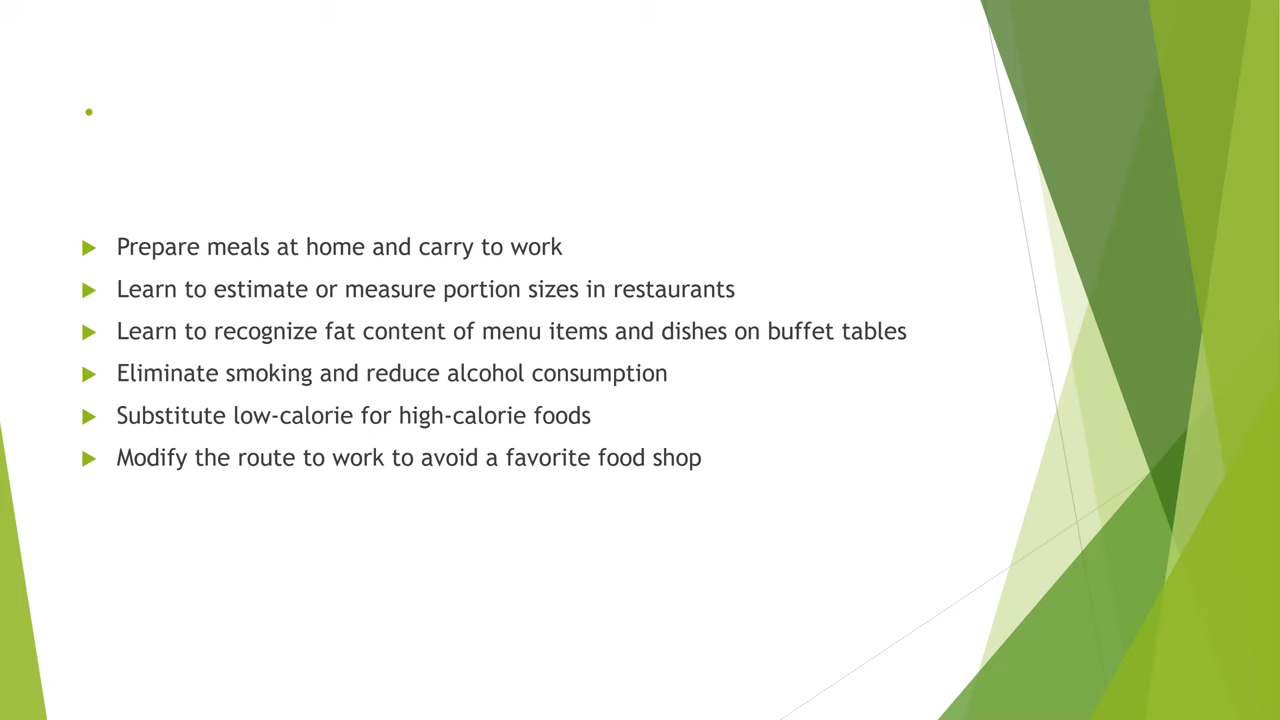 Prepare meals at home and carry to work
Learn to estimate or measure portion sizes in restaurants
Learn to recognize fat content of menu items and dishes on buffet tables
Eliminate smoking and reduce alcohol consumption
Substitute low-calorie for high-calorie foods
Modify the route to work to avoid a favorite food shop